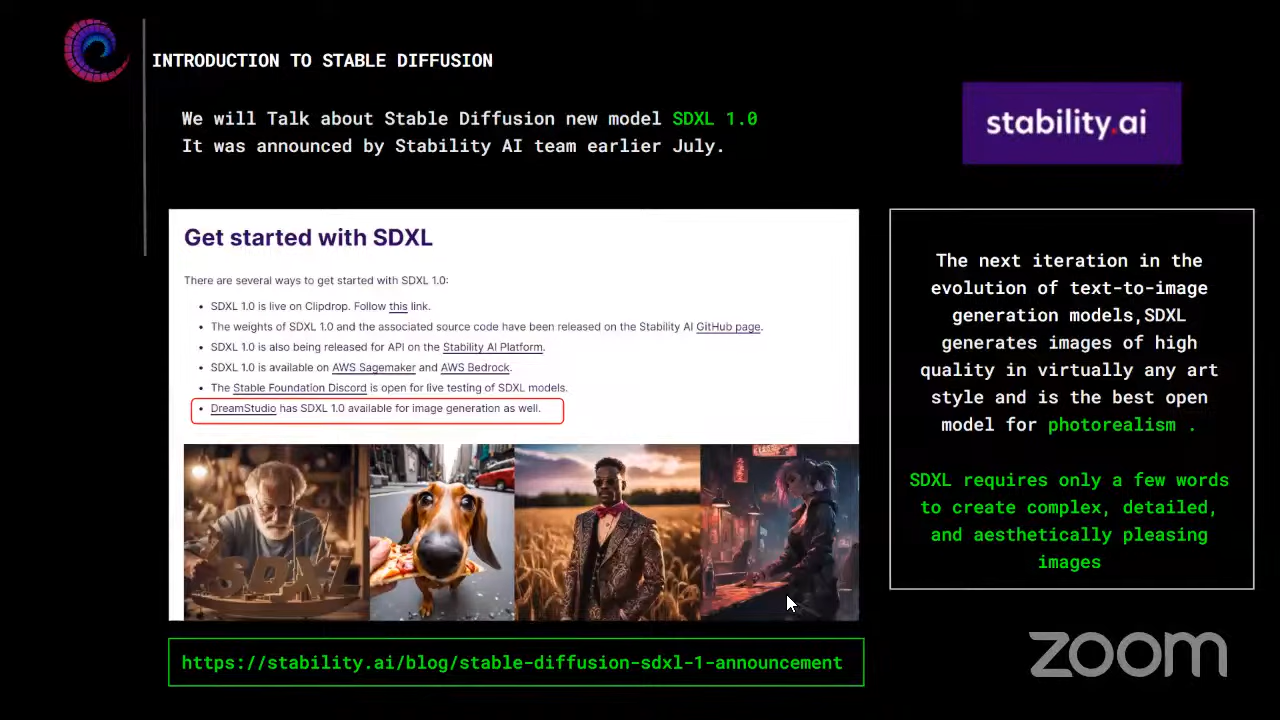 INTRODUCTION TO STABLE DIFFUSION
We will Talk about Stable Diffusion new model SDXL 1.0
It was announced by Stability AI team earlier July.
stability.ai
Get started with SDXL
There are several ways to get started with SDXL 1.0:
• SDXL 1.0 is live on Clipdrop. Follow this link.
• The weights of SDXL 1.0 and the associated source code have been released on the Stability AI GitHub page.
• SDXL 1.0 is also being released for API on the Stability AI Platform.
• SDXL 1.0 is available on AWS Sagemaker and AWS Bedrock.
• The Stable Foundation Discord is open for live testing of SDXL models.
• DreamStudio has SDXL 1.0 available for image generation as well.
SDXL
The next iteration in the
evolution of text-to-image
generation models,SDXL
generates images of high
quality in virtually any art
style and is the best open
model for photorealism .
SDXL requires only a few words
to create complex, detailed,
and aesthetically pleasing
images
https://stability.ai/blog/stable-diffusion-sdxl-1-announcement
zoom